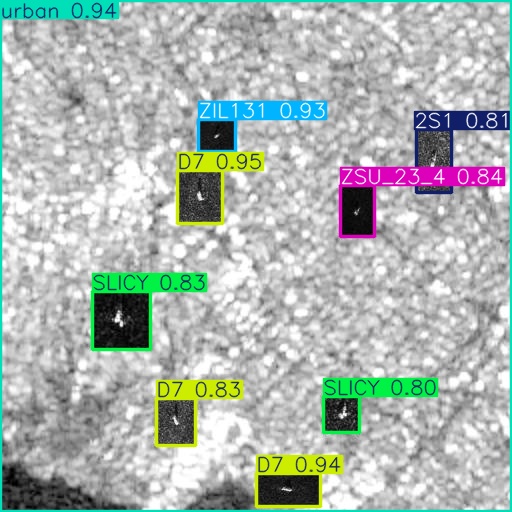 urban 0.94
ZIL131 0.93
2S1 0.81
D7 0.95
ZSU_23_4 0.84
SLICY 0.83
D7 0.83
SLICY 0.80
D7 0.94